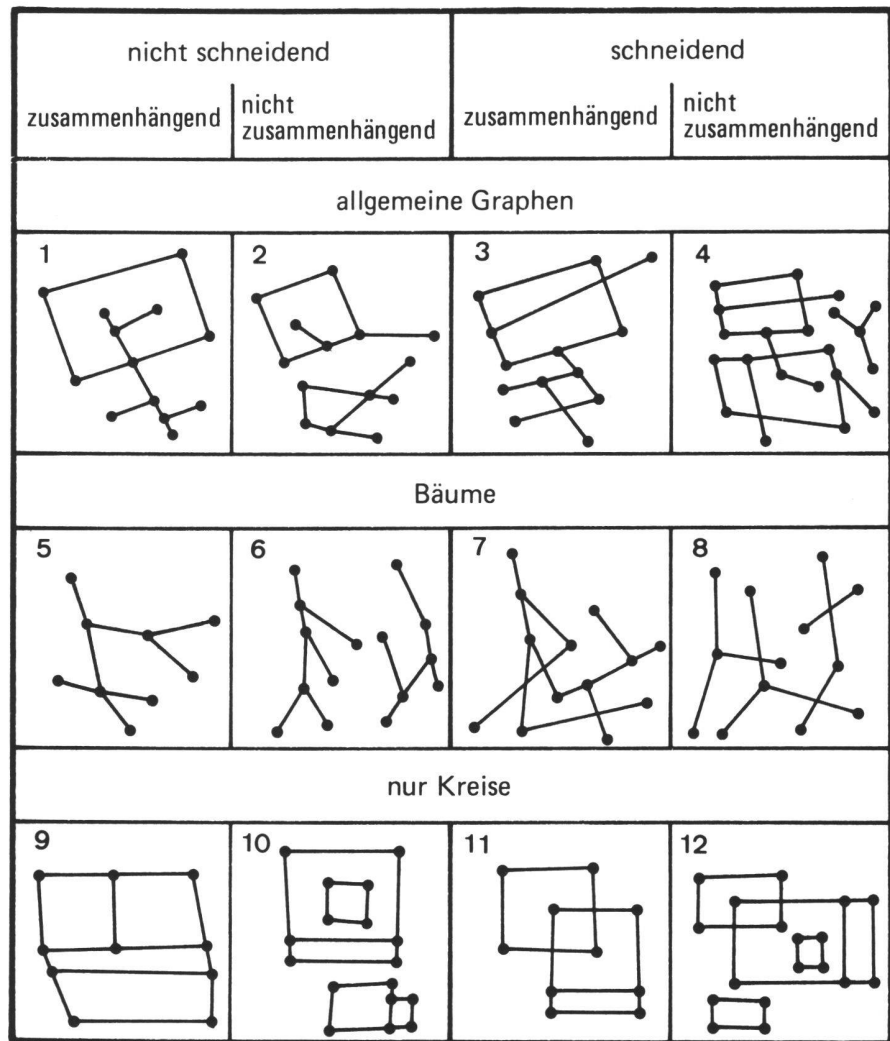 nicht schneidend
schneidend
zusammenhängend
nicht
zusammenhängend
zusammenhängend
nicht
zusammenhängend
allgemeine Graphen
1
2
3
4
Bäume
5
6
7
8
nur Kreise
9
10
11
12